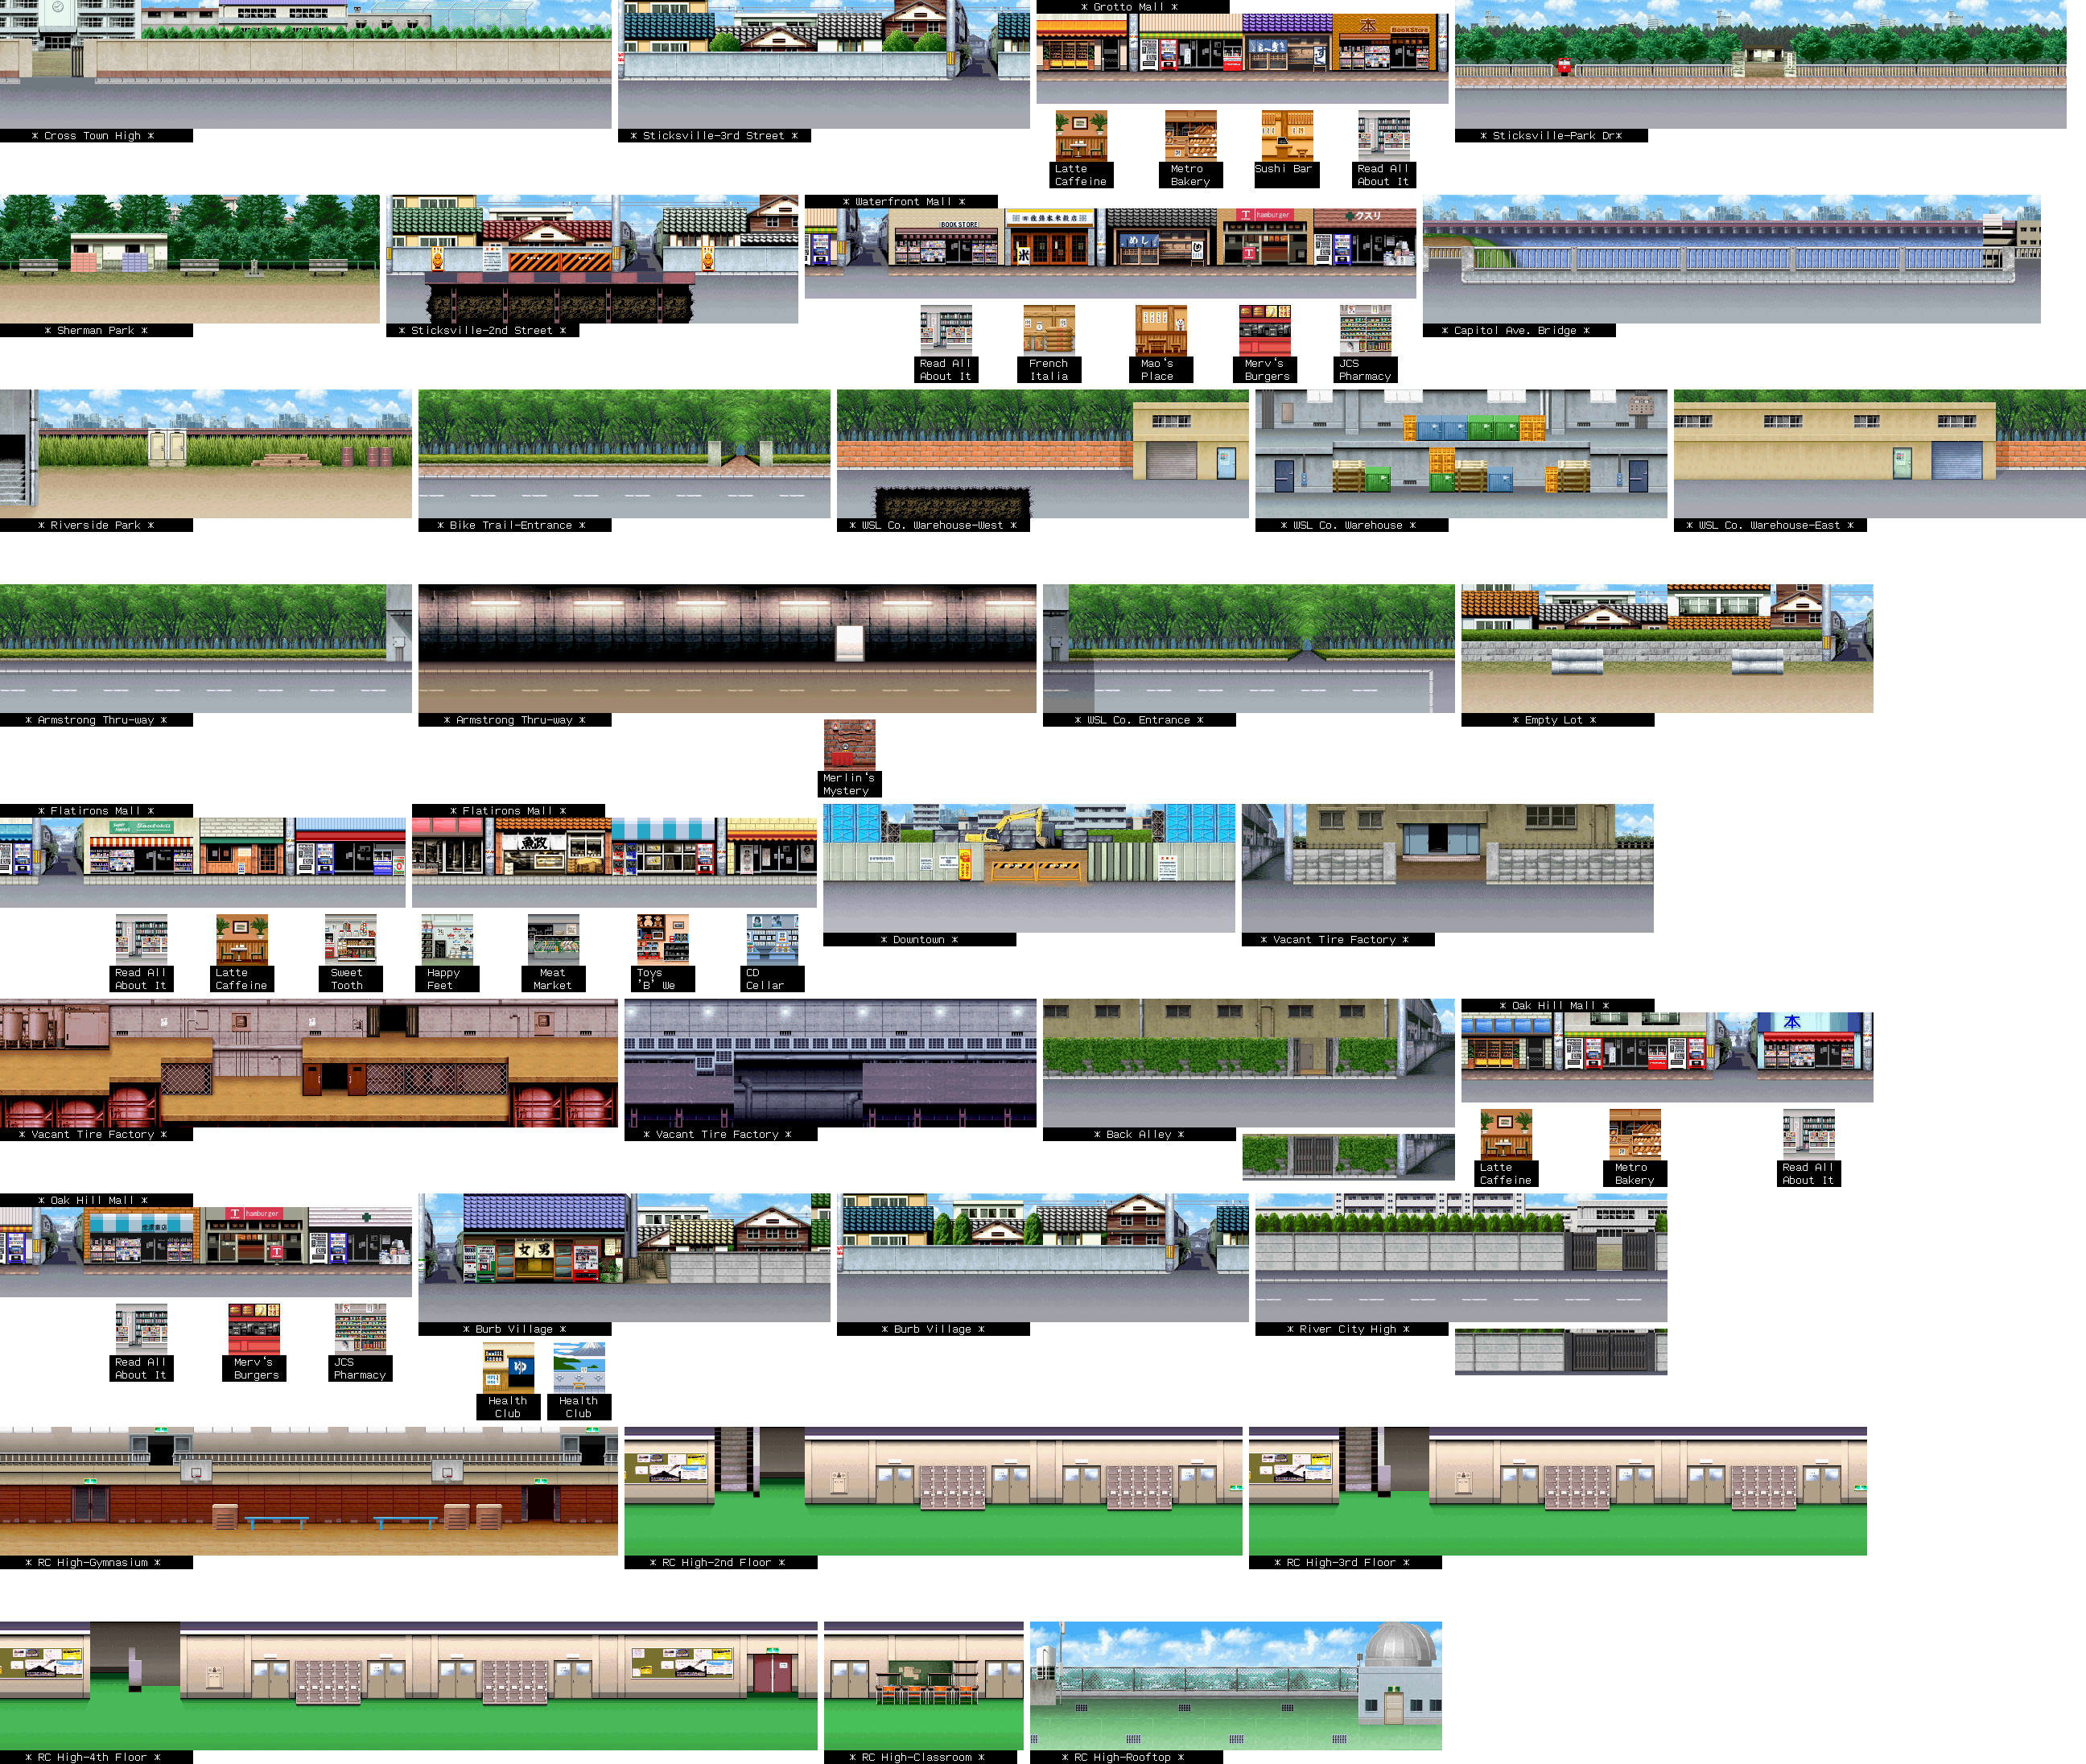 * Cross Town High *
* Sticksville-3rd Street *
* Grotto Mall *
本
BookStore
Latte
Caffeine
Metro
Bakery
Sushi Bar
Read All
About It
* Sticksville-Park Dr*
* Sherman Park *
* Sticksville-2nd Street *
* Waterfront Mall *
BOOK STORE
めし
T hamburger
T
クスリ
Read All
About It
French
Italia
Mao's
Place
Merv's
Burgers
JCS
Pharmacy
* Capitol Ave. Bridge *
* Riverside Park *
* Bike Trail-Entrance *
* WSL Co. Warehouse-West *
* WSL Co. Warehouse *
* WSL Co. Warehouse-East *
* Armstrong Thru-way *
* Armstrong Thru-way *
Merlin's
Mystery
* WSL Co. Entrance *
* Empty Lot *
* Flatirons Mall *
Read All
About It
Latte
Caffeine
Sweet
Tooth
* Flatirons Mall *
魚政
Happy
Feet
Meat
Market
Toys
'B' We
CD
Cellar
* Downtown *
* Vacant Tire Factory *
* Vacant Tire Factory *
* Vacant Tire Factory *
* Back Alley *
* Oak Hill Mall *
本
Latte
Caffeine
Metro
Bakery
Read All
About It
* Oak Hill Mall *
T hamburger
T
Read All
About It
Merv's
Burgers
JCS
Pharmacy
女 男
* Burb Village *
ゆ
Health
Club
Health
Club
* Burb Village *
* River City High *
* RC High-Gymnasium *
* RC High-2nd Floor *
* RC High-3rd Floor *
* RC High-4th Floor *
* RC High-Classroom *
* RC High-Rooftop *